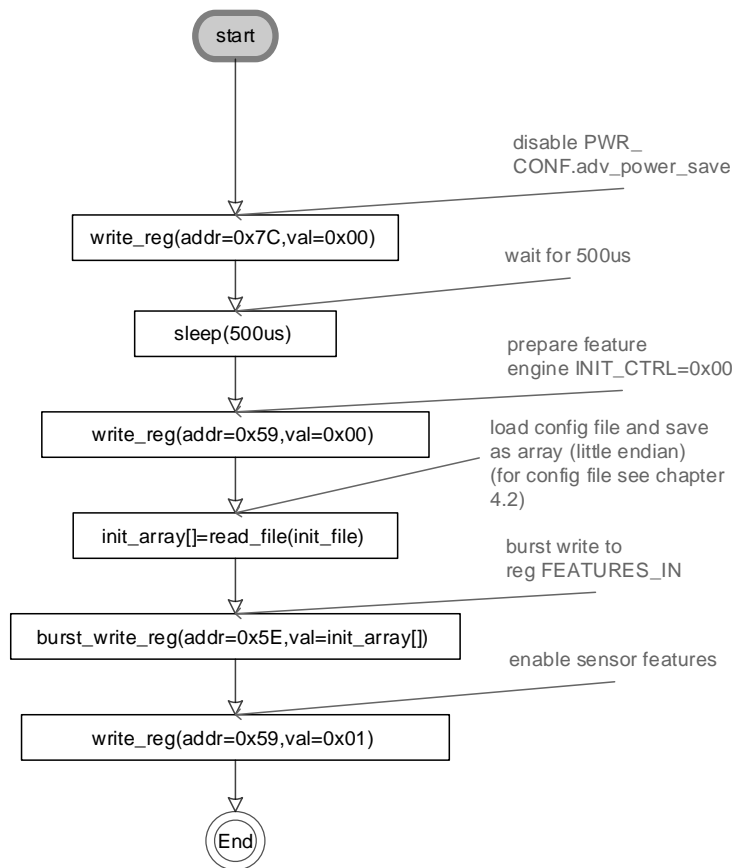 start
disable PWR_
CONF.adv_power_save
write_reg(addr=0x7C,val=0x00)
wait for 500us
sleep(500us)
prepare feature
engine INIT_CTRL=0x00
write_reg(addr=0x59,val=0x00)
load config file and save
as array (little endian)
(for config file see chapter
4.2)
init_array[]=read_file(init_file)
burst write to
reg FEATURES_IN
burst_write_reg(addr=0x5E,val=init_array[])
enable sensor features
write_reg(addr=0x59,val=0x01)
End